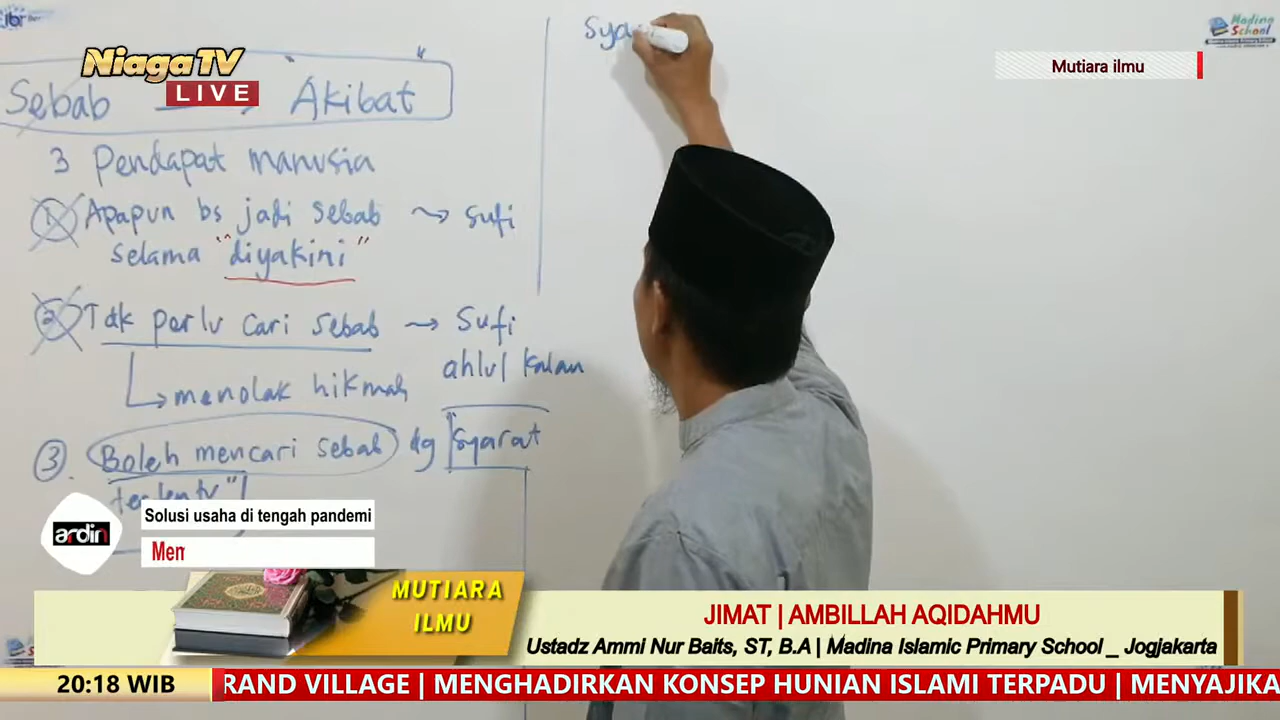 NiagaTV
LIVE
Madina
School
Mutiara ilmu
Sebab → Akibat
3 Pendapat manusia
1 Apapun bs jadi sebab ~> Sufi
selama "diyakini"
2 Tdk perlu cari sebab → Sufi
ahlul kalam
menolak hikmah
3. Boleh mencari sebab dg Syarat
Sya
ardin
Solusi usaha di tengah pandemi
Mem
MUTIARA
ILMU
JIMAT | AMBILLAH AQIDAHMU
Ustadz Ammi Nur Baits, ST, B.A | Madina Islamic Primary School _ Jogjakarta
20:18 WIB
RAND VILLAGE | MENGHADIRKAN KONSEP HUNIAN ISLAMI TERPADU | MENYAJIKA